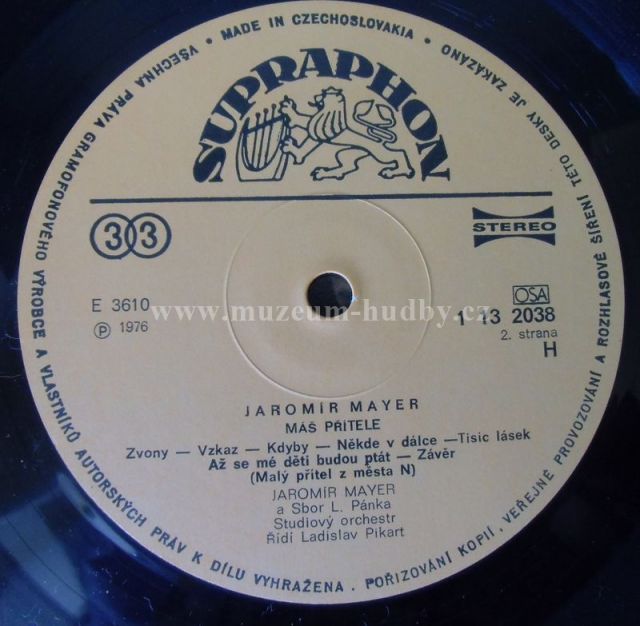 VŠECHNA PRÁVA GRAMOFONOVÉHO VÝROBCE A VLASTNÍKŮ AUTORSKÝCH PRÁV K DÍLU VYHRAŽENA . POŘIZOVÁNÍ KOPIÍ, VEŘEJNÉ PROVOZOVÁNÍ A ROZHLASOVÉ ŠÍŘENÍ TÉTO DESKY JE ZAKÁZÁNO • MADE IN CZECHOSLOVAKIA •
SUPRAPHON
33
STEREO
E 3610
Ⓟ 1976
OSA
1 13 2038
2. strana
H
www.muzeum-hudby.cz
JAROMÍR MAYER
MÁŠ PŘÍTELE
Zvony — Vzkaz — Kdyby — Někde v dálce —Tisíc lásek
Až se mé děti budou ptát — Závěr
(Malý přítel z města N)
JAROMÍR MAYER
a Sbor L. Pánka
Studiový orchestr
Řídí Ladislav Pikart